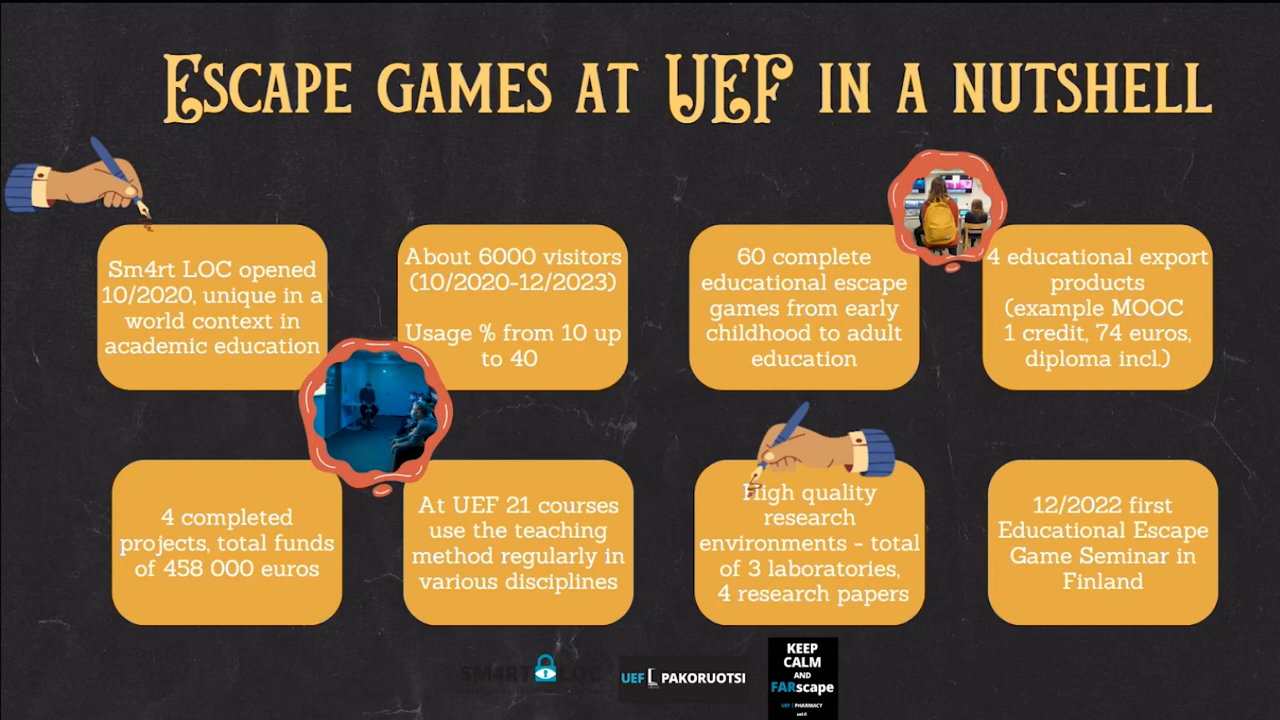 ESCAPE GAMES AT UEF IN A NUTSHELL
Sm4rt LOC opened
10/2020, unique in a
world context in
academic education
About 6000 visitors
(10/2020-12/2023)
Usage % from 10 up
to 40
60 complete
educational escape
games from early
childhood to adult
education
4 educational export
products
(example MOOC
1 credit, 74 euros,
diploma incl.)
4 completed
projects, total funds
of 458 000 euros
At UEF 21 courses
use the teaching
method regularly in
various disciplines
High quality
research
environments - total
of 3 laboratories,
4 research papers
12/2022 first
Educational Escape
Game Seminar in
Finland
SM4RT LOC
UEF PAKORUOTSI
KEEP
CALM
AND
FARscape
UEF | PHARMACY